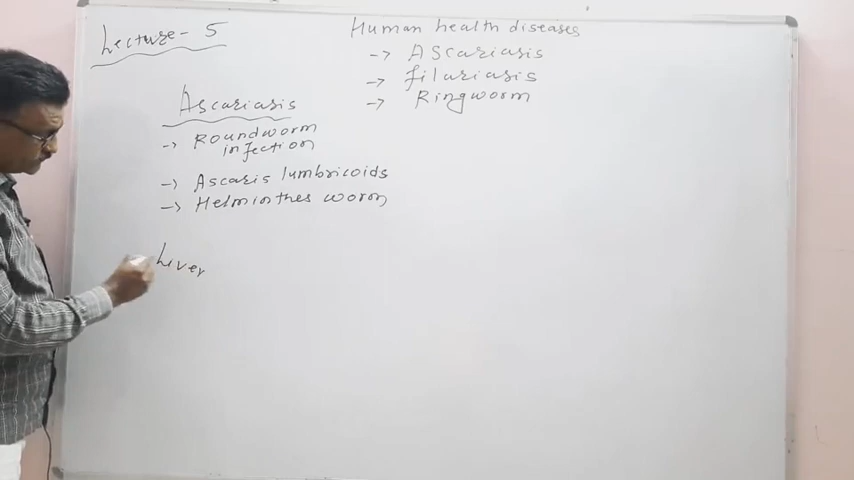 Lecture - 5
Human health diseases
-> Ascariasis
-> filariasis
-> Ringworm
Ascariasis
-> Roundworm
infection
-> Ascaris lumbricoids
-> Helminthes worm
Liver